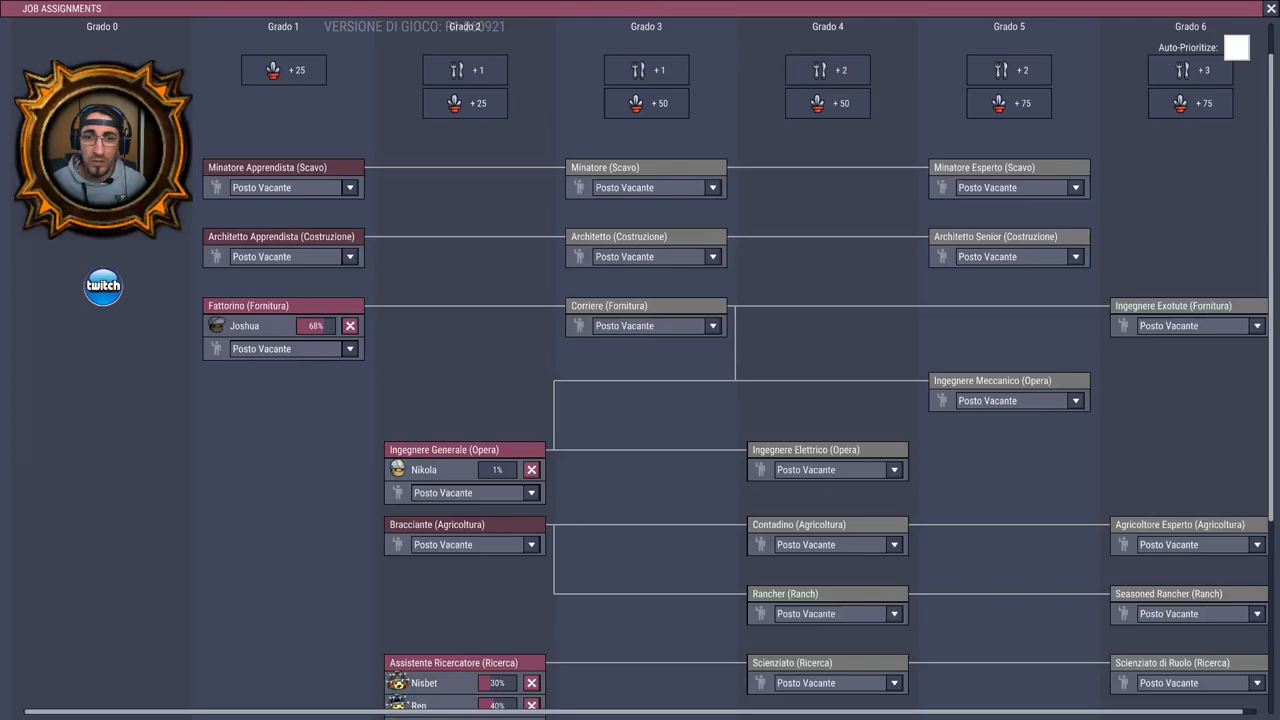 JOB ASSIGNMENTS
VERSIONE DI GIOCO:
Grado 0
Grado 1
Grado 2
Grado 3
Grado 4
Grado 5
Grado 6
Auto-Prioritize:
+ 25
+ 1
+ 1
+ 2
+ 2
+ 3
+ 25
+ 50
+ 50
+ 75
+ 75
Minatore Apprendista (Scavo)
Posto Vacante
Minatore (Scavo)
Posto Vacante
Minatore Esperto (Scavo)
Posto Vacante
Architetto Apprendista (Costruzione)
Posto Vacante
Architetto (Costruzione)
Posto Vacante
Architetto Senior (Costruzione)
Posto Vacante
twitch
Fattorino (Fornitura)
Joshua 68%
Posto Vacante
Corriere (Fornitura)
Posto Vacante
Ingegnere Exotute (Fornitura)
Posto Vacante
Ingegnere Meccanico (Opera)
Posto Vacante
Ingegnere Generale (Opera)
Nikola 1%
Posto Vacante
Ingegnere Elettrico (Opera)
Posto Vacante
Bracciante (Agricoltura)
Posto Vacante
Contadino (Agricoltura)
Posto Vacante
Agricoltore Esperto (Agricoltura)
Posto Vacante
Rancher (Ranch)
Posto Vacante
Seasoned Rancher (Ranch)
Posto Vacante
Assistente Ricercatore (Ricerca)
Nisbet 30%
Ren 40%
Scienziato (Ricerca)
Posto Vacante
Scienziato di Ruolo (Ricerca)
Posto Vacante